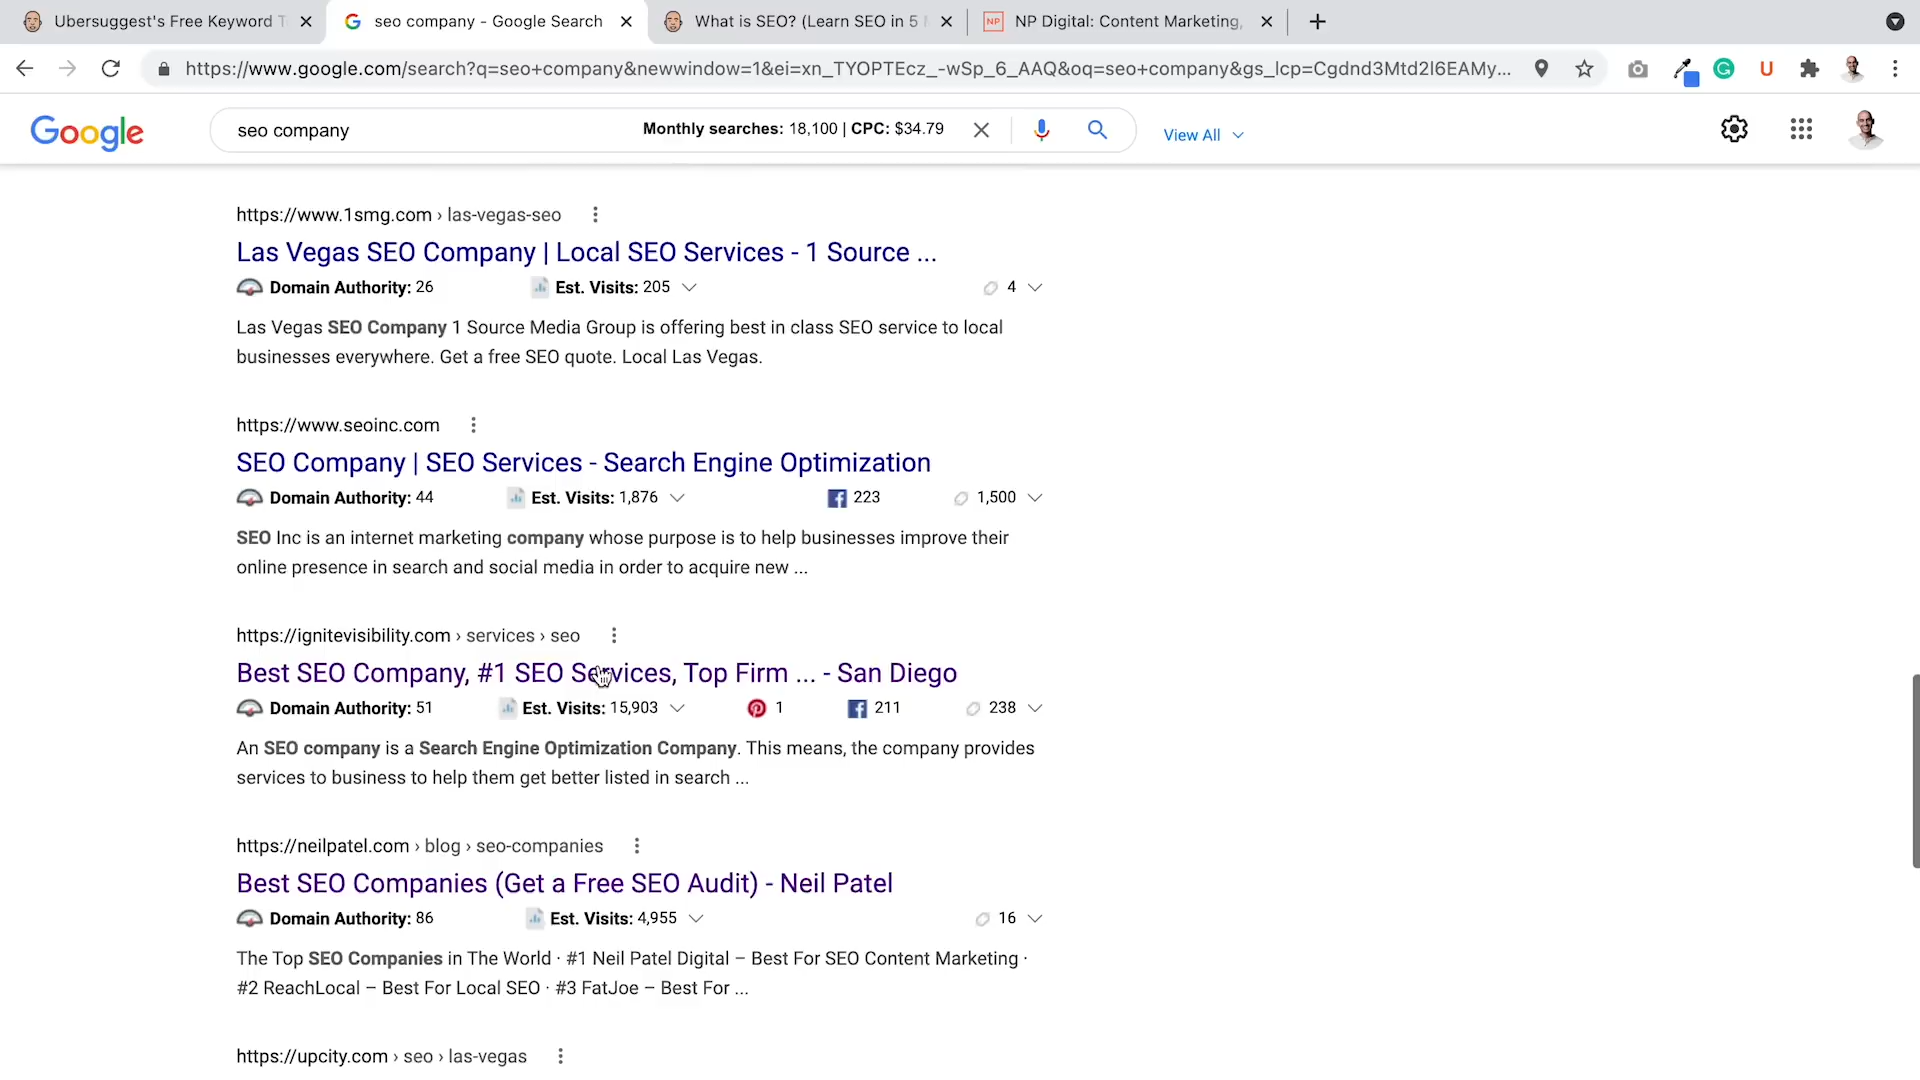 Ubersuggest's Free Keyword T
seo company - Google Search
What is SEO? (Learn SEO in 5 M
NP
NP Digital: Content Marketing,
https://www.google.com/search?q=seo+company&newwindow=1&ei=xn_TYOPTEcz_-wSp_6_AAQ&oq=seo+company&gs_lcp=Cgdnd3Mtd2l6EAMy...
G
U
Google
seo company
Monthly searches: 18,100 | CPC: $34.79
View All
https://www.1smg.com › las-vegas-seo
Las Vegas SEO Company | Local SEO Services - 1 Source ...
Domain Authority: 26 Est. Visits: 205 4
Las Vegas SEO Company 1 Source Media Group is offering best in class SEO service to local
businesses everywhere. Get a free SEO quote. Local Las Vegas.
https://www.seoinc.com
SEO Company | SEO Services - Search Engine Optimization
Domain Authority: 44 Est. Visits: 1,876 223 1,500
SEO Inc is an internet marketing company whose purpose is to help businesses improve their
online presence in search and social media in order to acquire new ...
https://ignitevisibility.com › services › seo
Best SEO Company, #1 SEO Services, Top Firm ... - San Diego
Domain Authority: 51 Est. Visits: 15,903 1 211 238
An SEO company is a Search Engine Optimization Company. This means, the company provides
services to business to help them get better listed in search ...
https://neilpatel.com › blog › seo-companies
Best SEO Companies (Get a Free SEO Audit) - Neil Patel
Domain Authority: 86 Est. Visits: 4,955 16
The Top SEO Companies in The World · #1 Neil Patel Digital – Best For SEO Content Marketing ·
#2 ReachLocal – Best For Local SEO · #3 FatJoe – Best For ...
https://upcity.com › seo › las-vegas